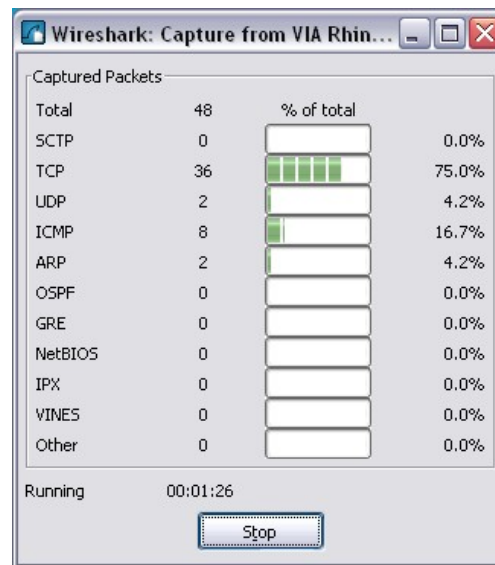 Wireshark: Capture from VIA Rhin...
Captured Packets
Total 48 % of total
SCTP 0 0.0%
TCP 36 75.0%
UDP 2 4.2%
ICMP 8 16.7%
ARP 2 4.2%
OSPF 0 0.0%
GRE 0 0.0%
NetBIOS 0 0.0%
IPX 0 0.0%
VINES 0 0.0%
Other 0 0.0%
Running 00:01:26
Stop